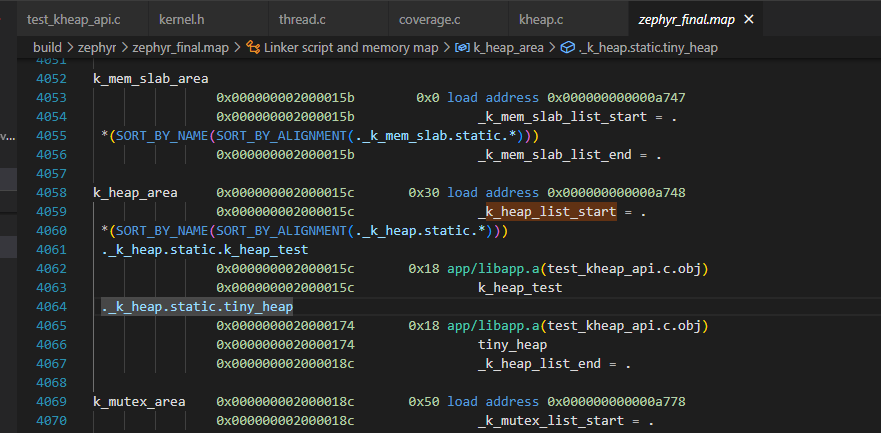 test_kheap_api.c kernel.h thread.c coverage.c kheap.c zephyr_final.map ✕
build > zephyr > zephyr_final.map > Linker script and memory map > k_heap_area > ._k_heap.static.tiny_heap
4051
4052 k_mem_slab_area
4053 0x000000002000015b 0x0 load address 0x000000000000a747
4054 0x000000002000015b _k_mem_slab_list_start = .
4055 *(SORT_BY_NAME(SORT_BY_ALIGNMENT(._k_mem_slab.static.*)))
4056 0x000000002000015b _k_mem_slab_list_end = .
4057
4058 k_heap_area 0x000000002000015c 0x30 load address 0x000000000000a748
4059 0x000000002000015c _k_heap_list_start = .
4060 *(SORT_BY_NAME(SORT_BY_ALIGNMENT(._k_heap.static.*)))
4061 ._k_heap.static.k_heap_test
4062 0x000000002000015c 0x18 app/libapp.a(test_kheap_api.c.obj)
4063 0x000000002000015c k_heap_test
4064 ._k_heap.static.tiny_heap
4065 0x0000000020000174 0x18 app/libapp.a(test_kheap_api.c.obj)
4066 0x0000000020000174 tiny_heap
4067 0x000000002000018c _k_heap_list_end = .
4068
4069 k_mutex_area 0x000000002000018c 0x50 load address 0x000000000000a778
4070 0x000000002000018c _k_mutex_list_start = .
v...